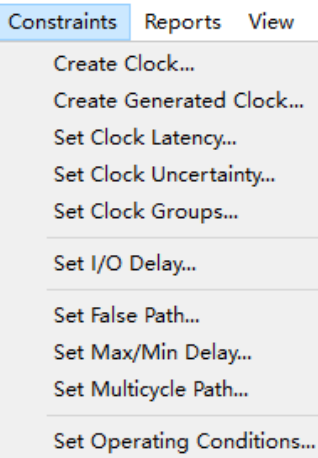 Constraints Reports View
Create Clock...
Create Generated Clock...
Set Clock Latency...
Set Clock Uncertainty...
Set Clock Groups...
Set I/O Delay...
Set False Path...
Set Max/Min Delay...
Set Multicycle Path...
Set Operating Conditions...